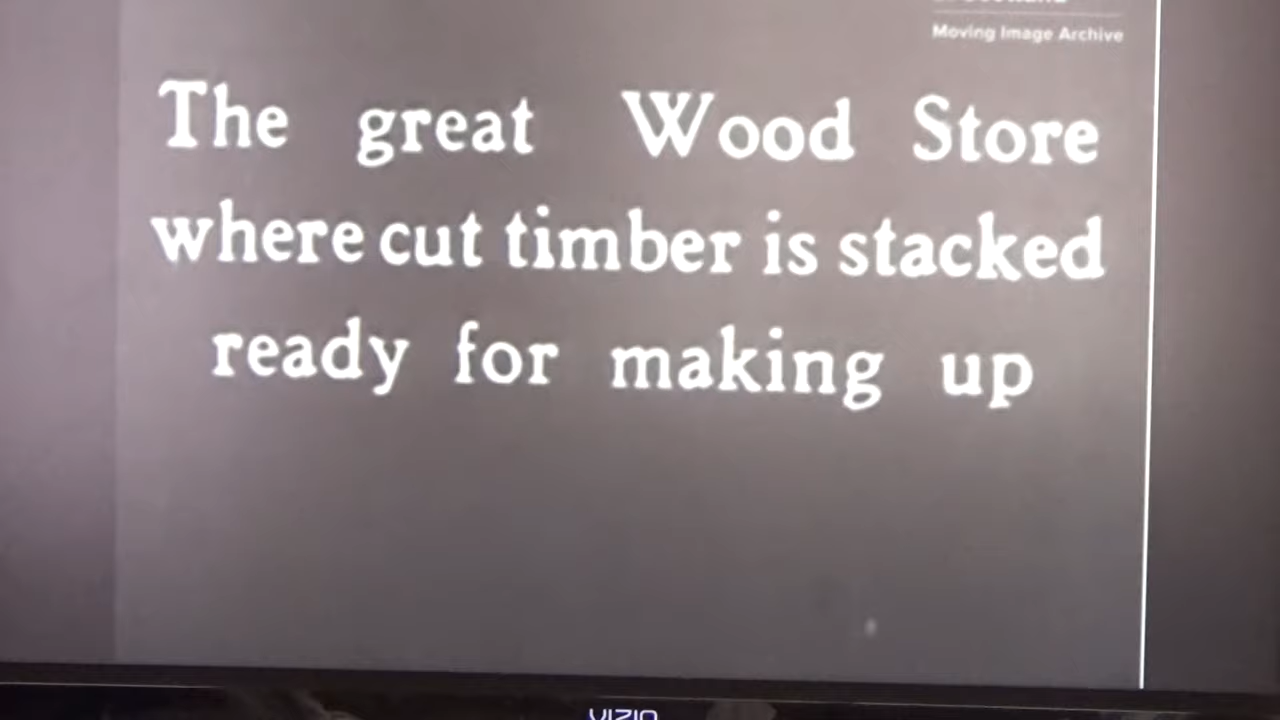 Moving Image Archive
The great Wood Store
where cut timber is stacked
ready for making up
VIZIO